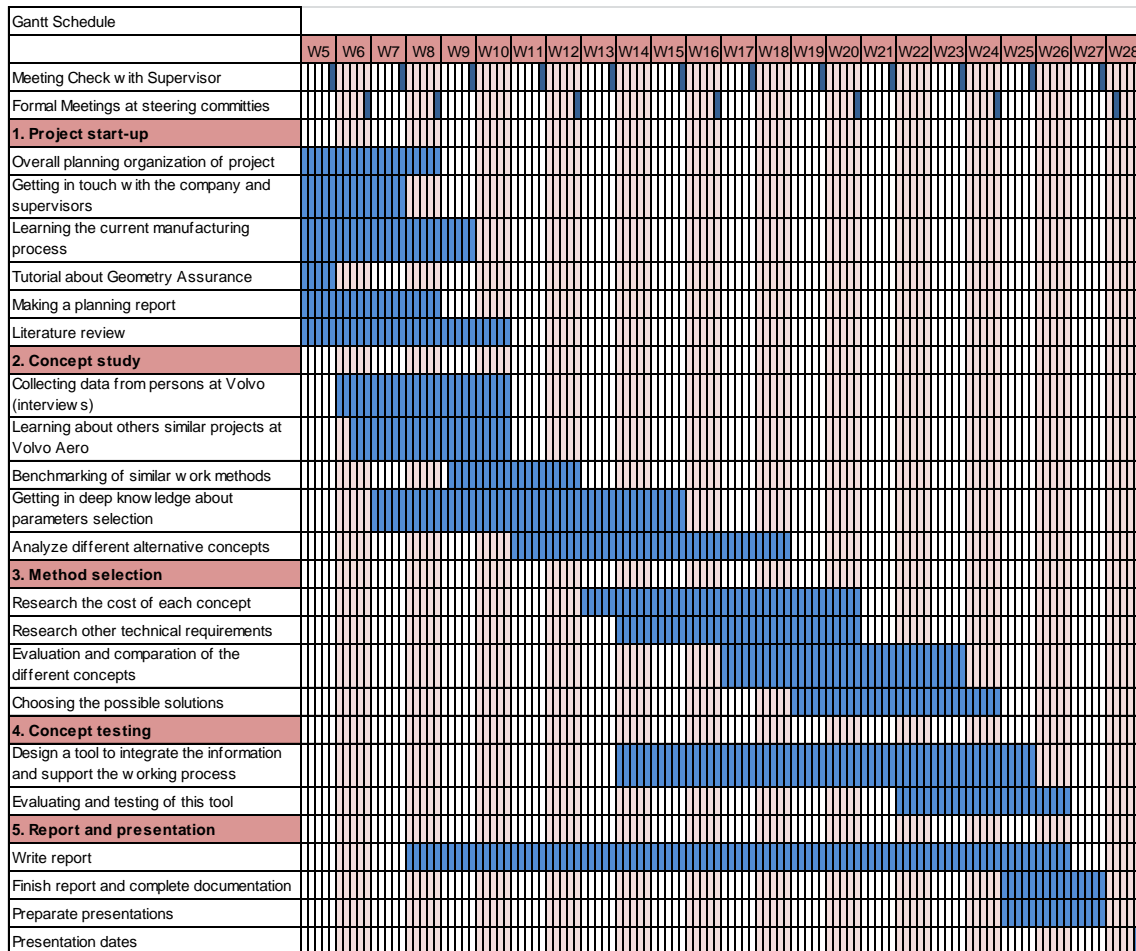 Gantt Schedule
W5 W6 W7 W8 W9 W10 W11 W12 W13 W14 W15 W16 W17 W18 W19 W20 W21 W22 W23 W24 W25 W26 W27 W28
Meeting Check with Supervisor
Formal Meetings at steering committies
1. Project start-up
Overall planning organization of project
Getting in touch with the company and
supervisors
Learning the current manufacturing
process
Tutorial about Geometry Assurance
Making a planning report
Literature review
2. Concept study
Collecting data from persons at Volvo
(interviews)
Learning about others similar projects at
Volvo Aero
Benchmarking of similar work methods
Getting in deep knowledge about
parameters selection
Analyze different alternative concepts
3. Method selection
Research the cost of each concept
Research other technical requirements
Evaluation and comparation of the
different concepts
Choosing the possible solutions
4. Concept testing
Design a tool to integrate the information
and support the working process
Evaluating and testing of this tool
5. Report and presentation
Write report
Finish report and complete documentation
Preparate presentations
Presentation dates